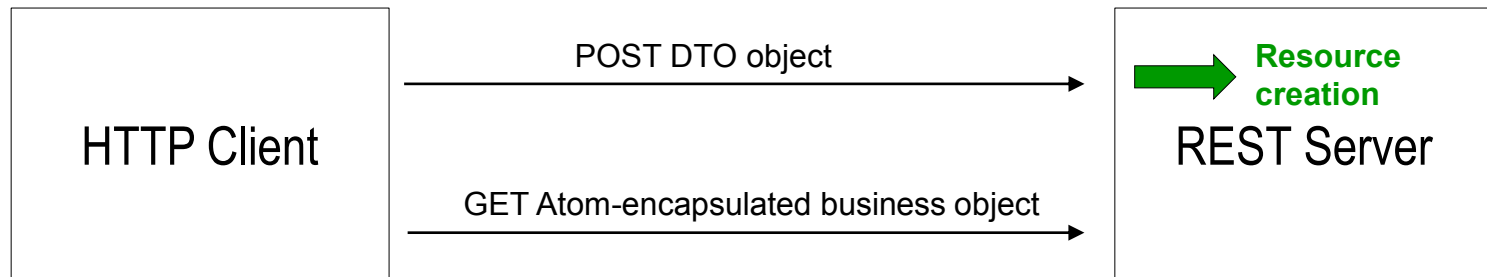 POST DTO object
Resource
creation
HTTP Client
REST Server
GET Atom-encapsulated business object